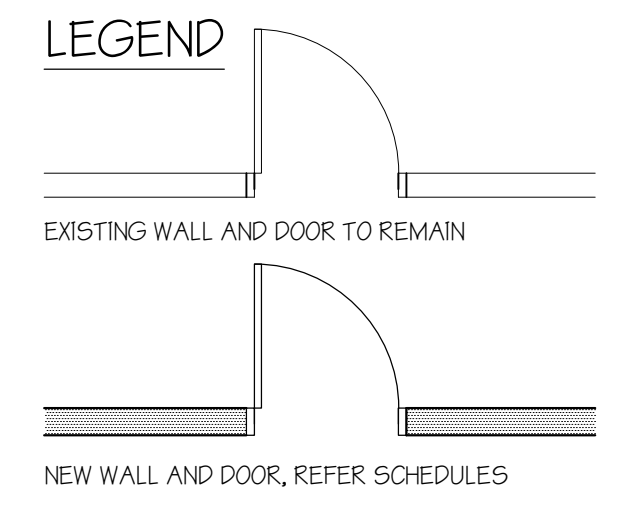 LEGEND
EXISTING WALL AND DOOR TO REMAIN
NEW WALL AND DOOR, REFER SCHEDULES